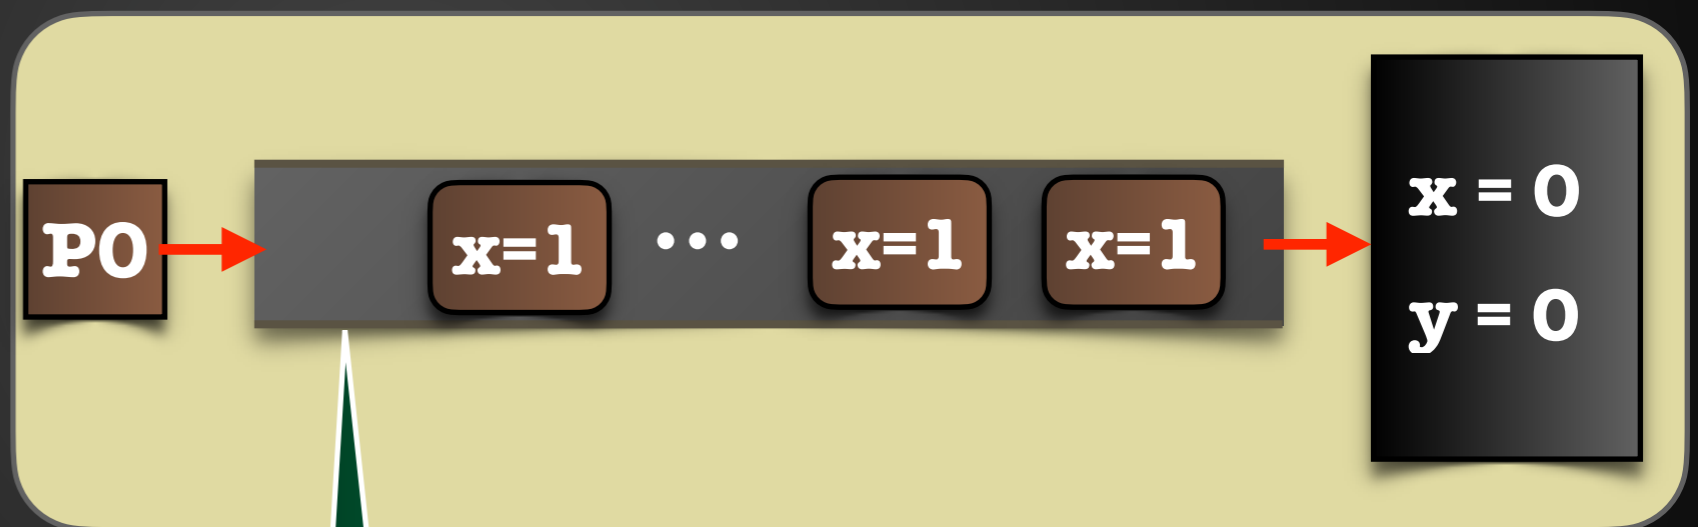 P0
x=1
...
x=1
x=1
x = 0
y = 0